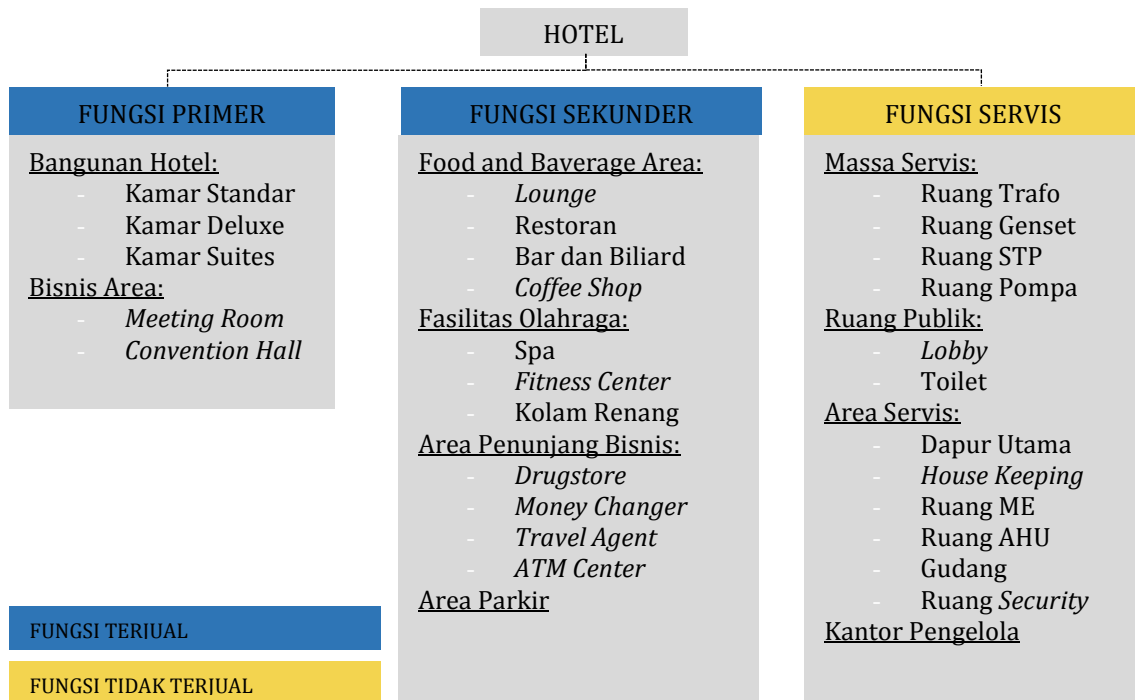 HOTEL
FUNGSI PRIMER
Bangunan Hotel:
- Kamar Standar
- Kamar Deluxe
- Kamar Suites
Bisnis Area:
- Meeting Room
- Convention Hall
FUNGSI SEKUNDER
Food and Baverage Area:
- Lounge
- Restoran
- Bar dan Biliard
- Coffee Shop
Fasilitas Olahraga:
- Spa
- Fitness Center
- Kolam Renang
Area Penunjang Bisnis:
- Drugstore
- Money Changer
- Travel Agent
- ATM Center
Area Parkir
FUNGSI SERVIS
Massa Servis:
- Ruang Trafo
- Ruang Genset
- Ruang STP
- Ruang Pompa
Ruang Publik:
- Lobby
- Toilet
Area Servis:
- Dapur Utama
- House Keeping
- Ruang ME
- Ruang AHU
- Gudang
- Ruang Security
Kantor Pengelola
FUNGSI TERJUAL
FUNGSI TIDAK TERJUAL